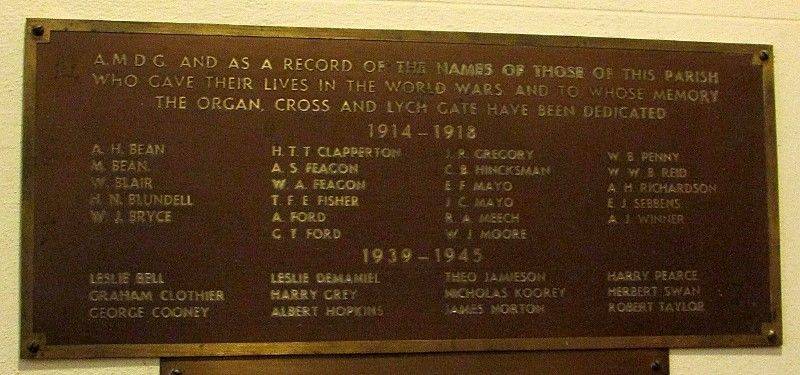 A.M.D.G. AND AS A RECORD OF THE NAMES OF THOSE OF THIS PARISH
WHO GAVE THEIR LIVES IN THE WORLD WARS AND TO WHOSE MEMORY
THE ORGAN, CROSS AND LYCH GATE HAVE BEEN DEDICATED
1914-1918
A. H. BEAN
M. BEAN
W. BLAIR
H. N. BLUNDELL
W. J. BRYCE
H. T. T. CLAPPERTON
A. S. FEAGON
W. A. FEAGON
T. F. E. FISHER
A. FORD
G. T. FORD
J. R. GREGORY
C. B. HINCKSMAN
E. F. MAYO
J. C. MAYO
R. A. MEECH
W. J. MOORE
W. B. PENNY
W. W. B. REID
A. H. RICHARDSON
E. J. SEBBENS
A. J. WINNER
1939-1945
LESLIE BELL
GRAHAM CLOTHIER
GEORGE COONEY
LESLIE DEMANIEL
HARRY GREY
ALBERT HOPKINS
THEO JAMIESON
NICHOLAS KOOREY
JAMES MORTON
HARRY PEARCE
HERBERT SWAN
ROBERT TAYLOR